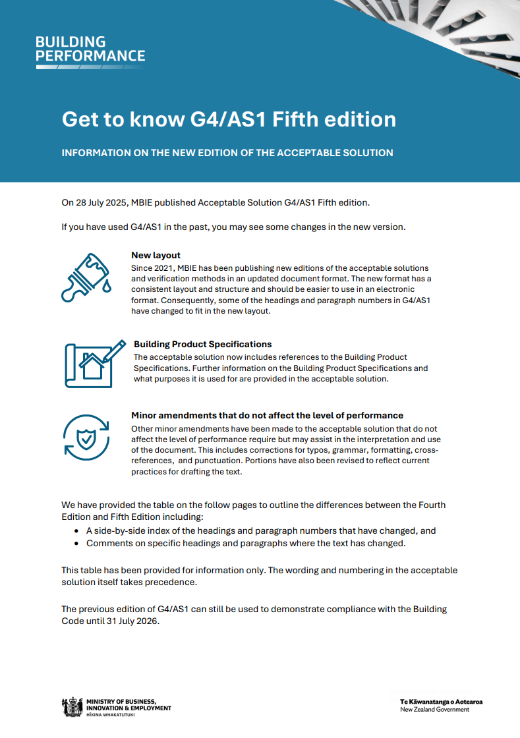 BUILDING
PERFORMANCE
Get to know G4/AS1 Fifth edition
INFORMATION ON THE NEW EDITION OF THE ACCEPTABLE SOLUTION
On 28 July 2025, MBIE published Acceptable Solution G4/AS1 Fifth edition.
If you have used G4/AS1 in the past, you may see some changes in the new version.
New layout
Since 2021, MBIE has been publishing new editions of the acceptable solutions
and verification methods in an updated document format. The new format has a
consistent layout and structure and should be easier to use in an electronic
format. Consequently, some of the headings and paragraph numbers in G4/AS1
have changed to fit in the new layout.
Building Product Specifications
The acceptable solution now includes references to the Building Product
Specifications. Further information on the Building Product Specifications and
what purposes it is used for are provided in the acceptable solution.
Minor amendments that do not affect the level of performance
Other minor amendments have been made to the acceptable solution that do not
affect the level of performance require but may assist in the interpretation and use
of the document. This includes corrections for typos, grammar, formatting, cross-
references, and punctuation. Portions have also been revised to reflect current
practices for drafting the text.
We have provided the table on the follow pages to outline the differences between the Fourth
Edition and Fifth Edition including:
• A side-by-side index of the headings and paragraph numbers that have changed, and
• Comments on specific headings and paragraphs where the text has changed.
This table has been provided for information only. The wording and numbering in the acceptable
solution itself takes precedence.
The previous edition of G4/AS1 can still be used to demonstrate compliance with the Building
Code until 31 July 2026.
MINISTRY OF BUSINESS,
INNOVATION & EMPLOYMENT
HĪKINA WHAKATUTUKI
Te Kāwanatanga o Aotearoa
New Zealand Government